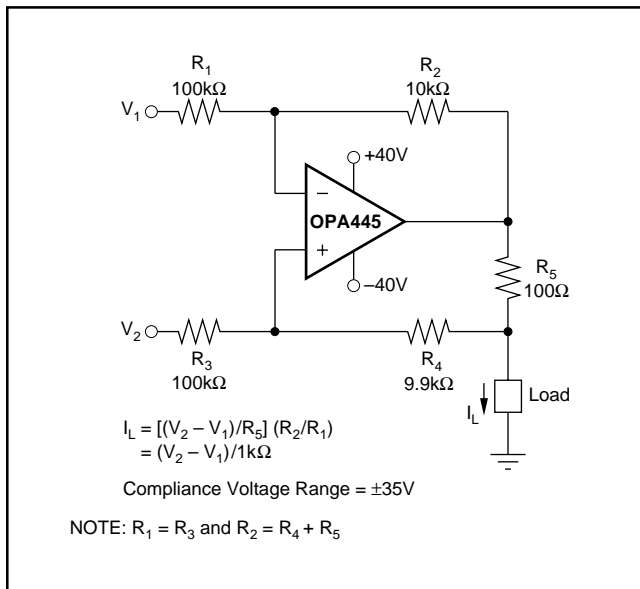 R1
100kΩ
R2
10kΩ
V1
+40V
−
OPA445
+
–40V
R5
100Ω
V2
R3
100kΩ
R4
9.9kΩ
Load
IL
IL = [(V2 – V1)/R5] (R2/R1)
= (V2 – V1)/1kΩ
Compliance Voltage Range = ±35V
NOTE: R1 = R3 and R2 = R4 + R5